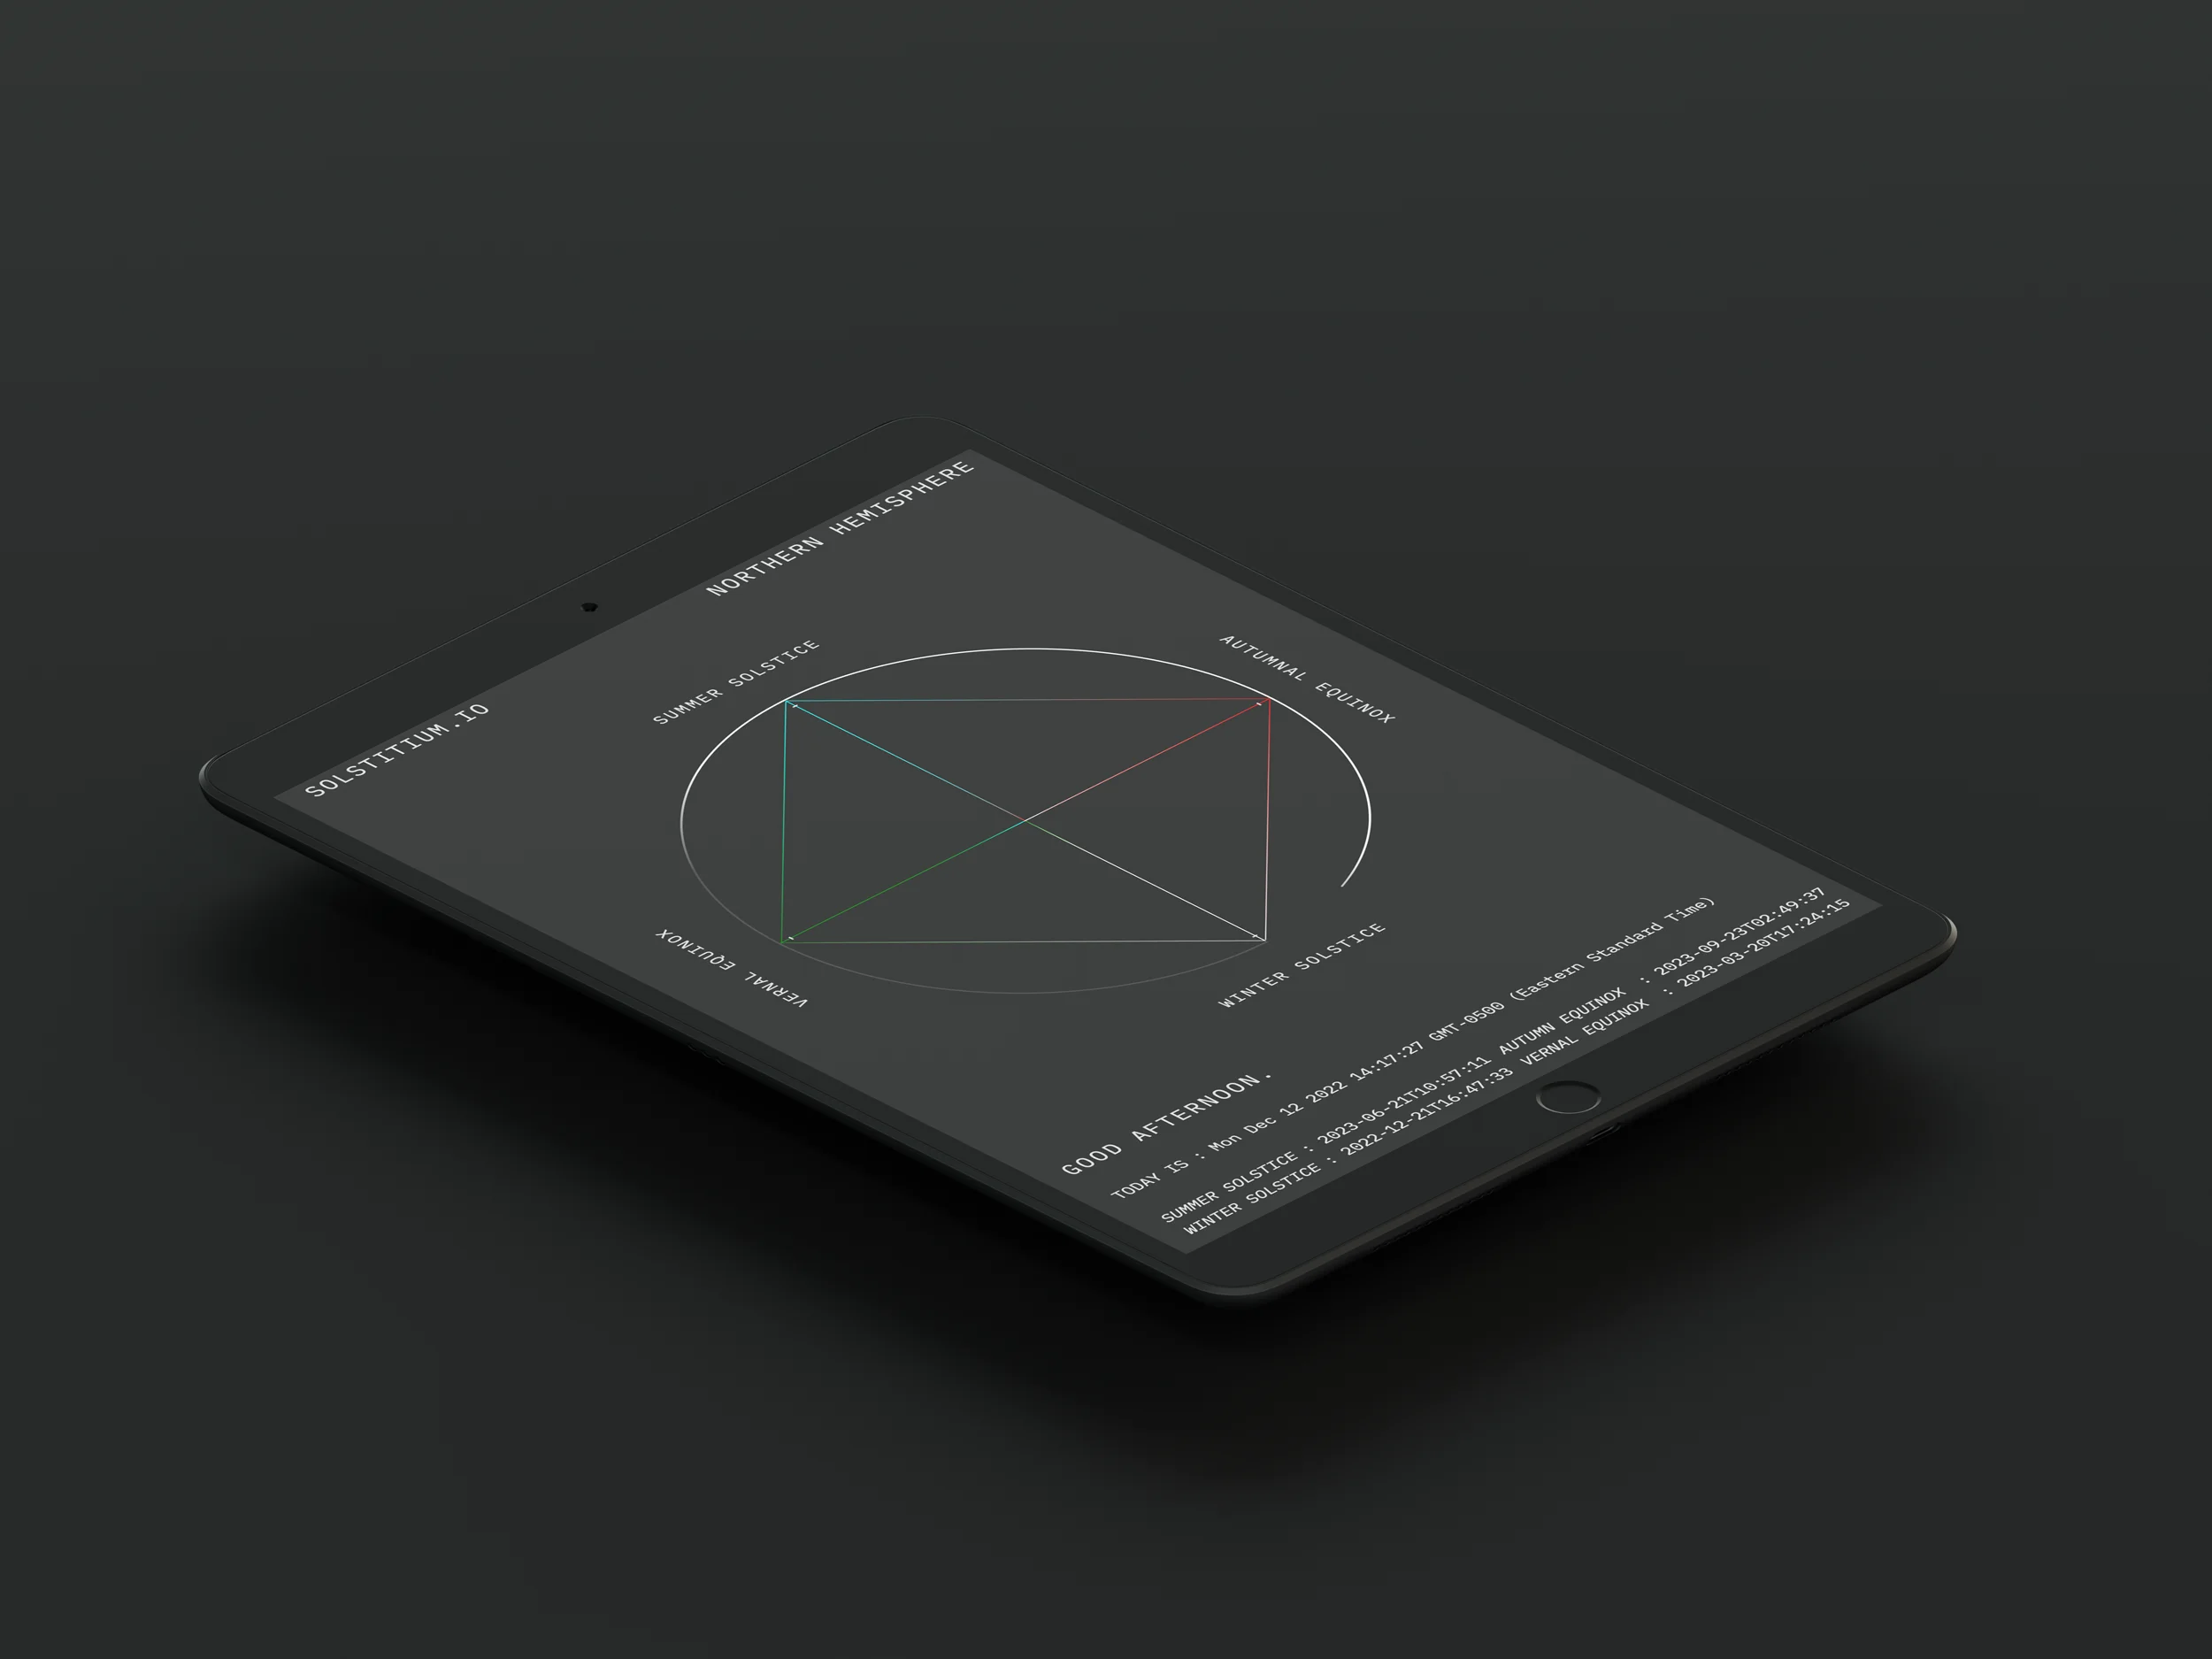 SOLSTITIUM.IO
NORTHERN HEMISPHERE
SUMMER SOLSTICE
AUTUMNAL EQUINOX
VERNAL EQUINOX
WINTER SOLSTICE
GOOD AFTERNOON.
TODAY IS : Mon Dec 12 2022 14:17:27 GMT-0500 (Eastern Standard Time)
SUMMER SOLSTICE : 2023-06-21T10:57:11 AUTUMN EQUINOX : 2023-09-23T02:49:37
WINTER SOLSTICE : 2022-12-21T16:47:33 VERNAL EQUINOX : 2023-03-20T17:24:15